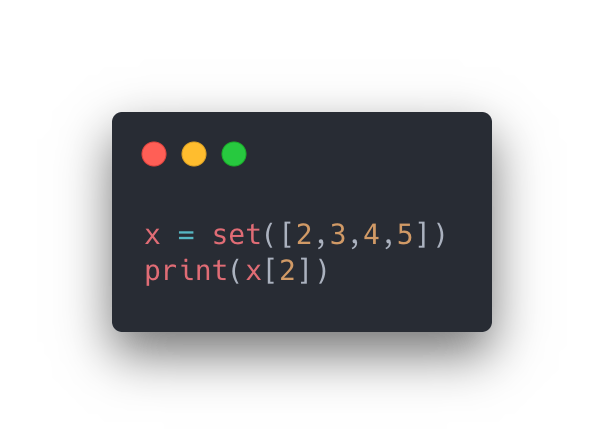 x = set([2,3,4,5])
print(x[2])